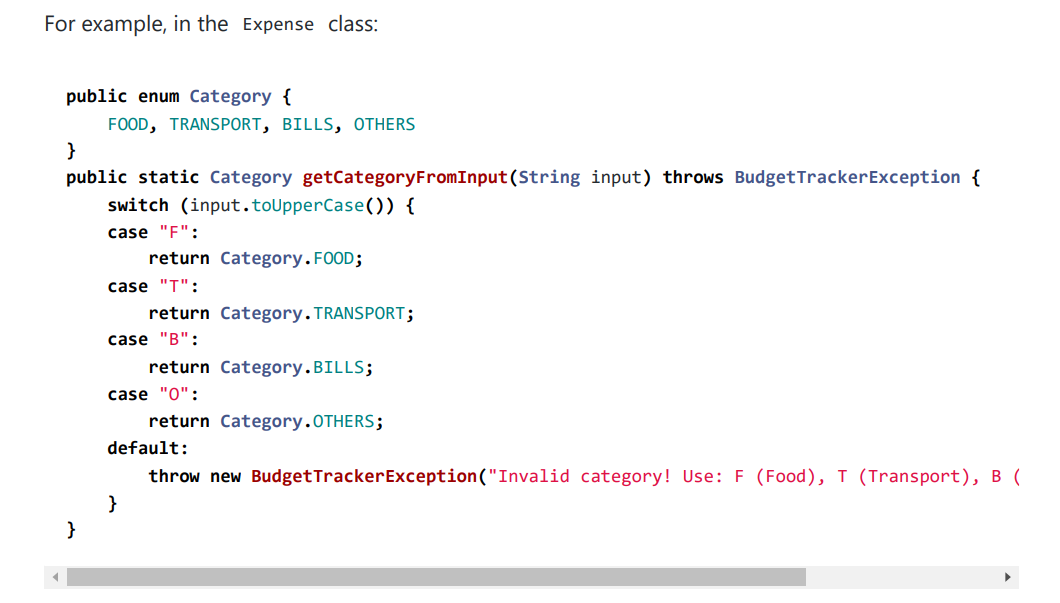 For example, in the Expense class:
public enum Category {
    FOOD, TRANSPORT, BILLS, OTHERS
}
public static Category getCategoryFromInput(String input) throws BudgetTrackerException {
    switch (input.toUpperCase()) {
    case "F":
        return Category.FOOD;
    case "T":
        return Category.TRANSPORT;
    case "B":
        return Category.BILLS;
    case "O":
        return Category.OTHERS;
    default:
        throw new BudgetTrackerException("Invalid category! Use: F (Food), T (Transport), B (
    }
}